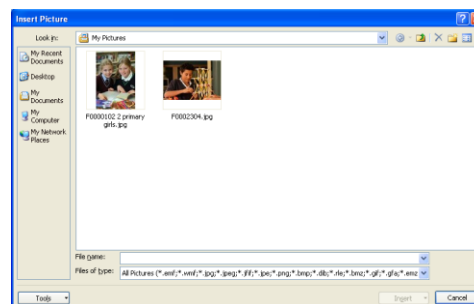 Insert Picture
Look in:
My Pictures
My Recent
Documents
Desktop
My
Documents
My
Computer
My Network
Places
F0000102 2 primary
girls.jpg
F0002304.jpg
File name:
Files of type:
All Pictures (*.emf;*.wmf;*.jpg;*.jpeg;*.jfif;*.jpe;*.png;*.bmp;*.dib;*.rle;*.bmz;*.gif;*.gfa;*.emz
Tools
Insert
Cancel